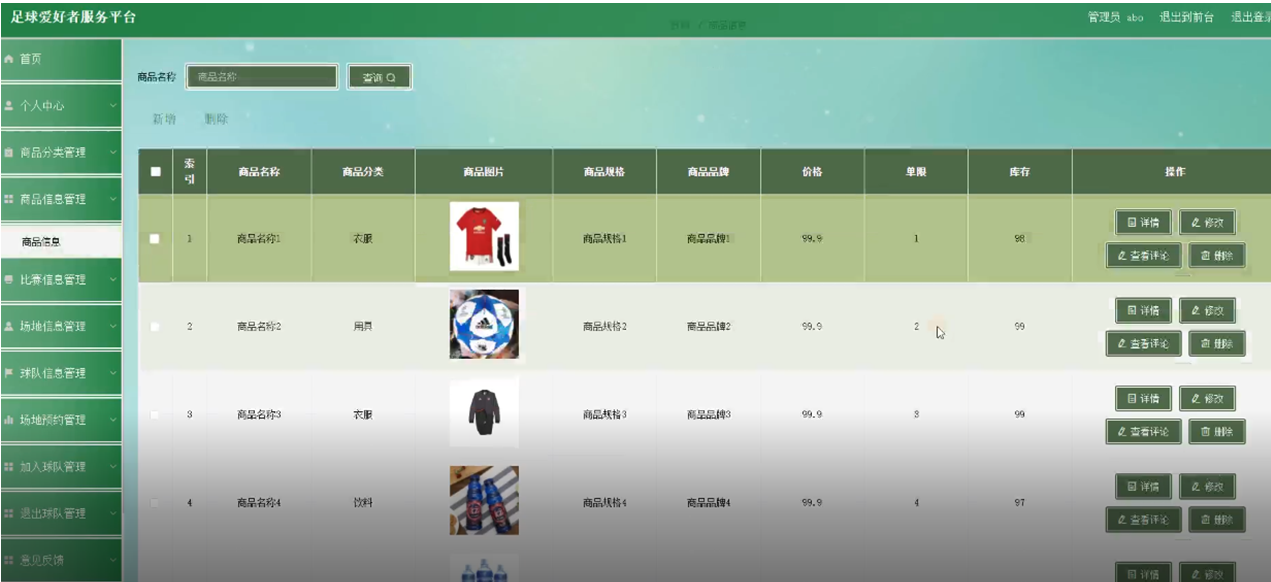 足球爱好者服务平台
管理员 abo 退出到前台 退出登录
首页
个人中心
商品分类管理
商品信息管理
商品信息
比赛信息管理
场地信息管理
球队信息管理
场地预约管理
加入球队管理
退出球队管理
意见反馈
商品名称 商品名称 查询
新增 删除
索引 商品名称 商品分类 商品图片 商品规格 商品品牌 价格 单限 库存 操作
1 商品名称1 衣服 商品规格1 商品品牌1 99.9 1 98 详情 修改
查看评论 删除
2 商品名称2 用具 商品规格2 商品品牌2 99.9 2 99 详情 修改
查看评论 删除
3 商品名称3 衣服 商品规格3 商品品牌3 99.9 3 99 详情 修改
查看评论 删除
4 商品名称4 饮料 商品规格4 商品品牌4 99.9 4 97 详情 修改
查看评论 删除
详情 修改